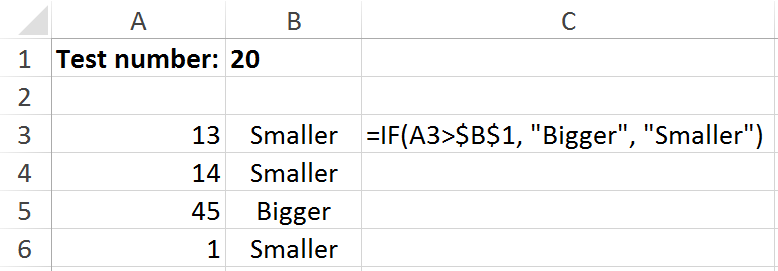 A B C
1 Test number: 20
2
3 13 Smaller =IF(A3>$B$1, "Bigger", "Smaller")
4 14 Smaller
5 45 Bigger
6 1 Smaller